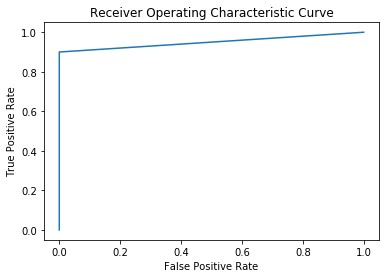 Receiver Operating Characteristic Curve
1.0
0.8
0.6
0.4
0.2
0.0
True Positive Rate
0.0 0.2 0.4 0.6 0.8 1.0
False Positive Rate